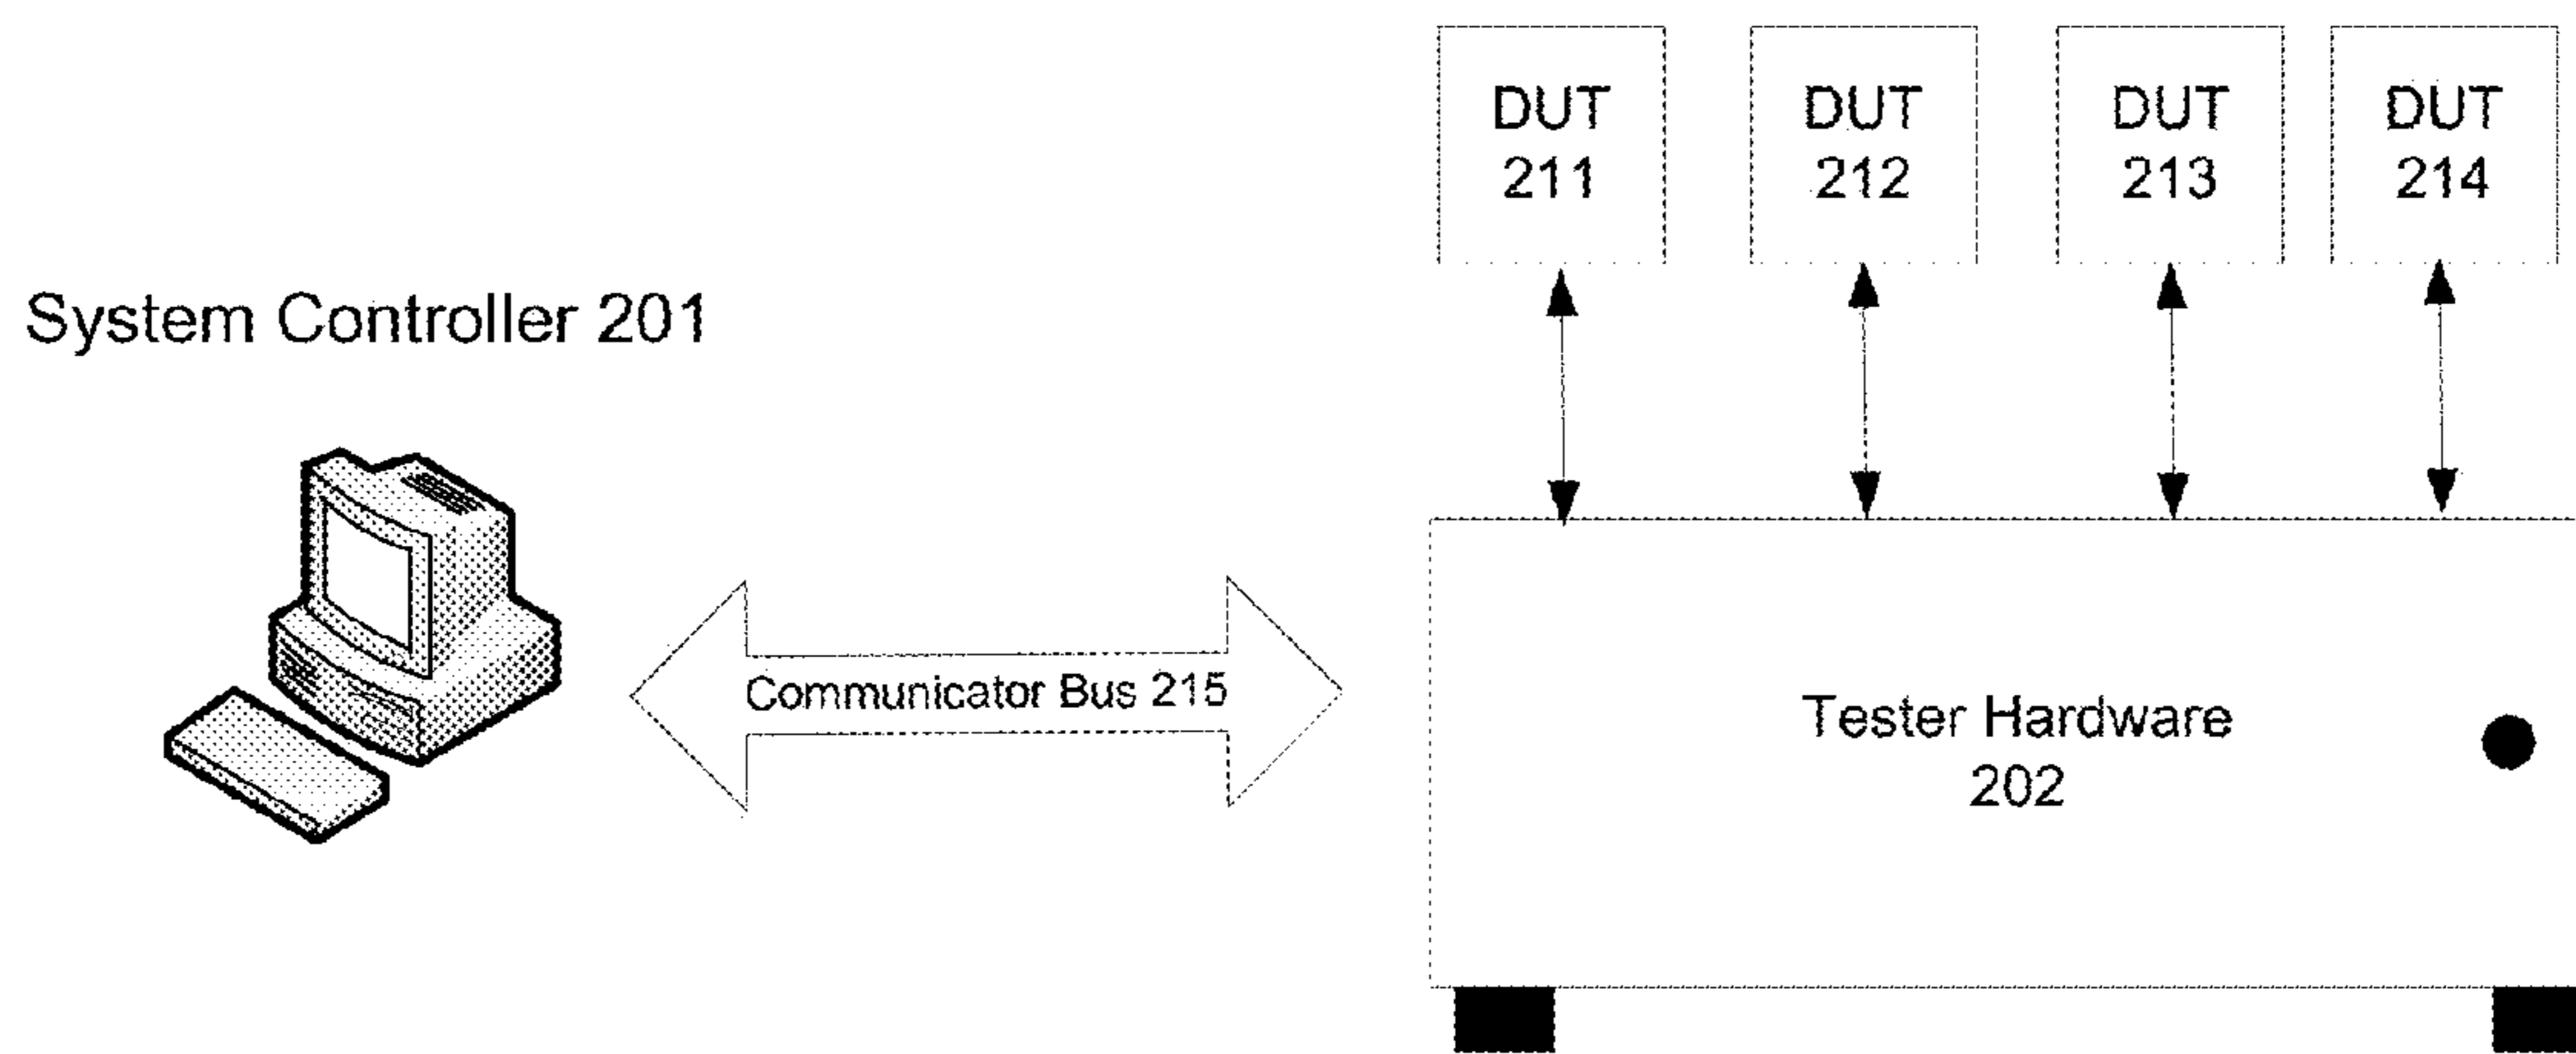 DUT
211
DUT
212
DUT
213
DUT
214
System Controller 201
Communicator Bus 215
Tester Hardware
202